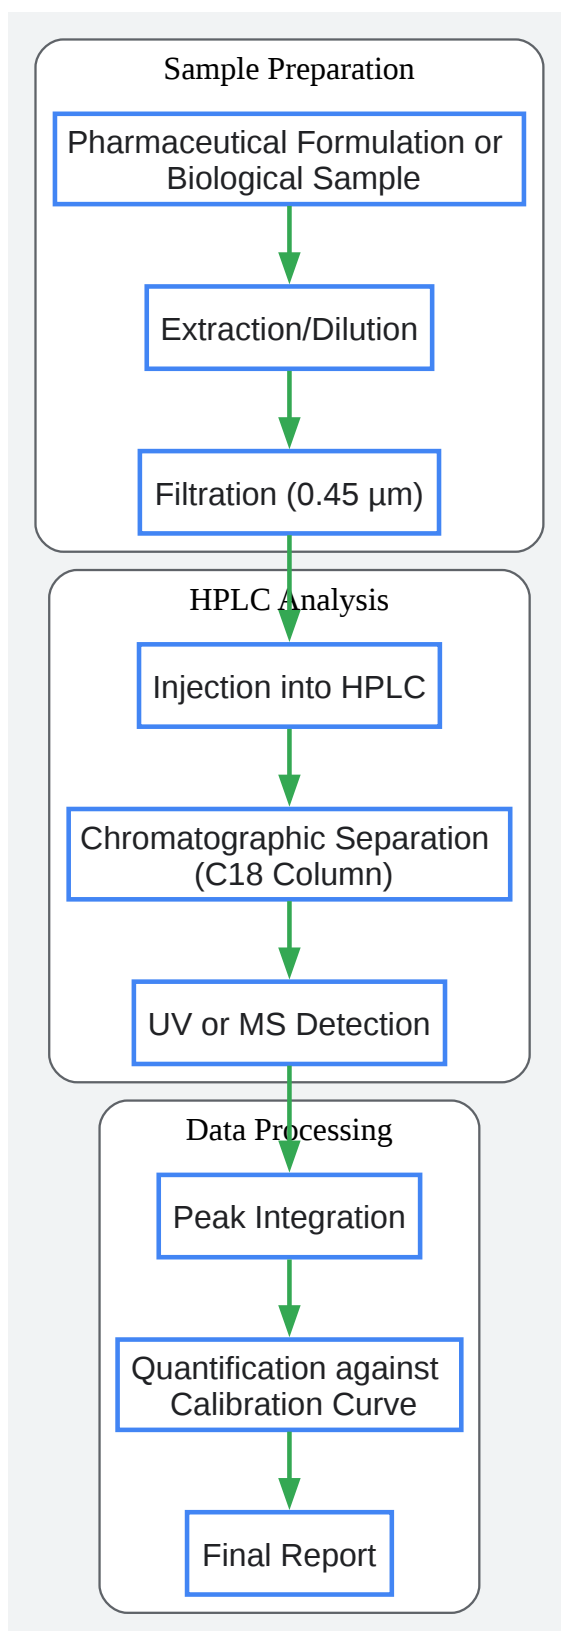 Sample Preparation
Pharmaceutical Formulation or
Biological Sample
Extraction/Dilution
Filtration (0.45 µm)
HPLC Analysis
Injection into HPLC
Chromatographic Separation
(C18 Column)
UV or MS Detection
Data Processing
Peak Integration
Quantification against
Calibration Curve
Final Report